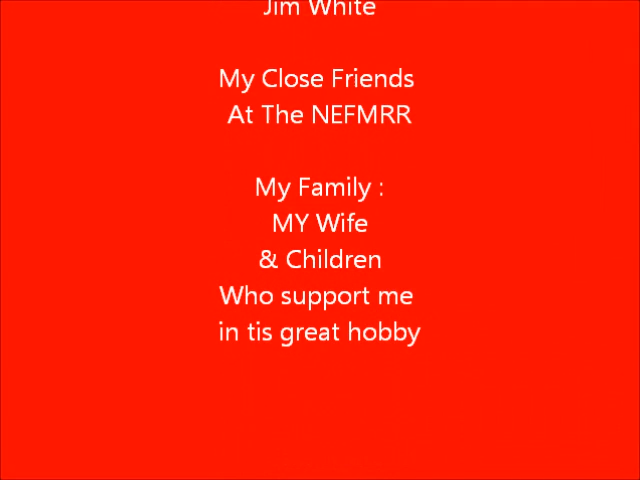 Jim White
My Close Friends
At The NEFMRR
My Family :
MY Wife
& Children
Who support me
in tis great hobby